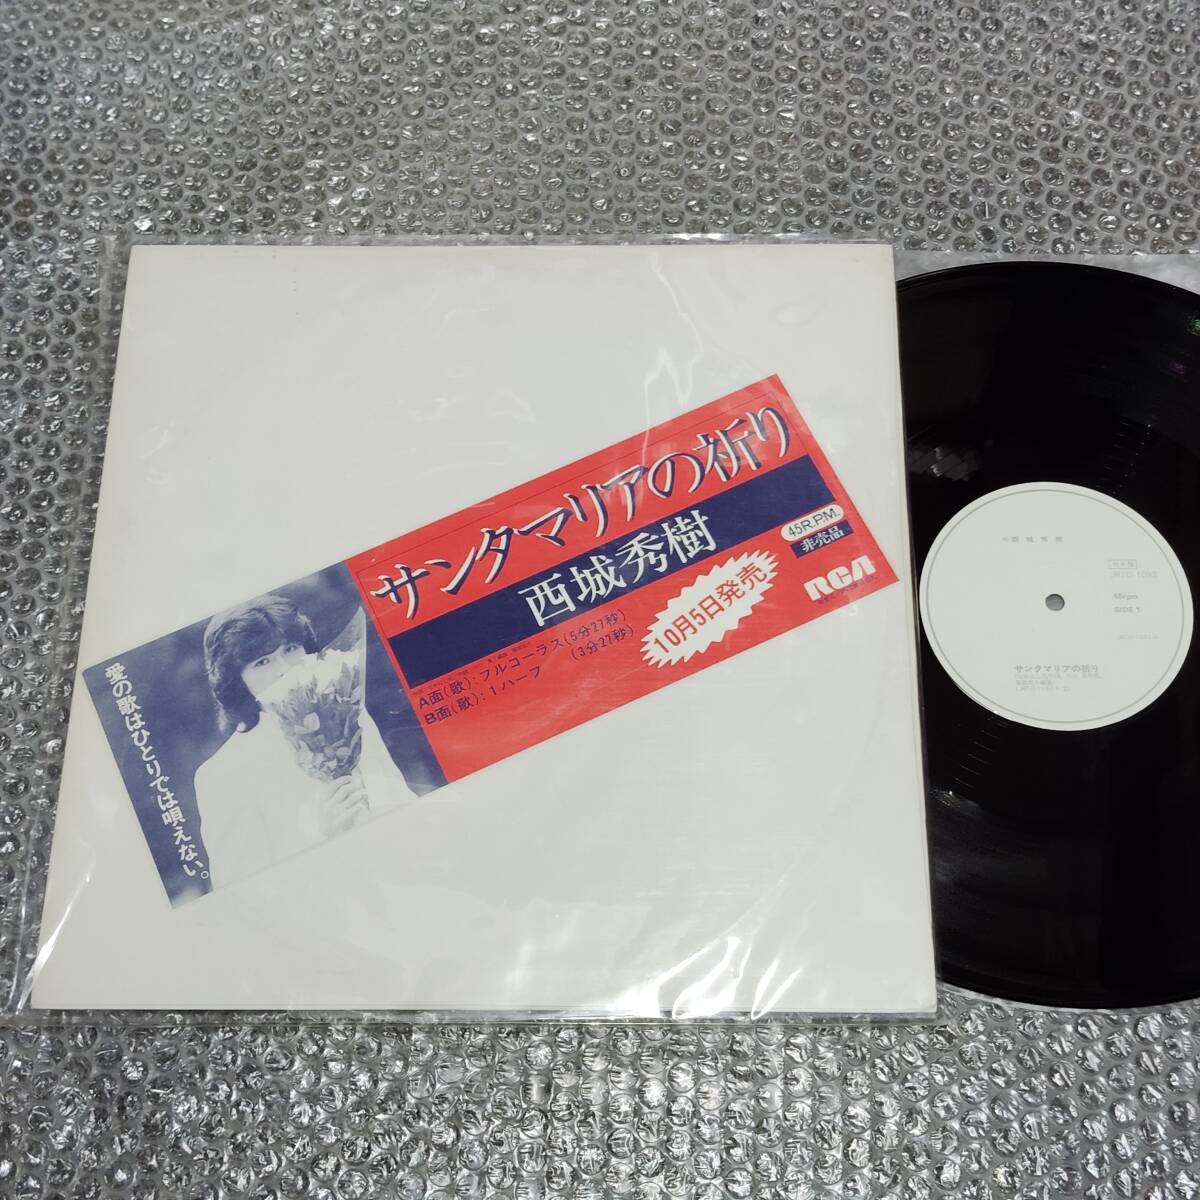 サンタマリアの祈り
西城秀樹
45R.P.M.
非売品
10月5日発売
RCA
A面(歌):フルコーラス(5分27秒)
B面(歌):1ハーフ (3分27秒)
愛の歌はひとりでは唄えない。
西城秀樹
45rpm
SIDE 1
サンタマリアの祈り